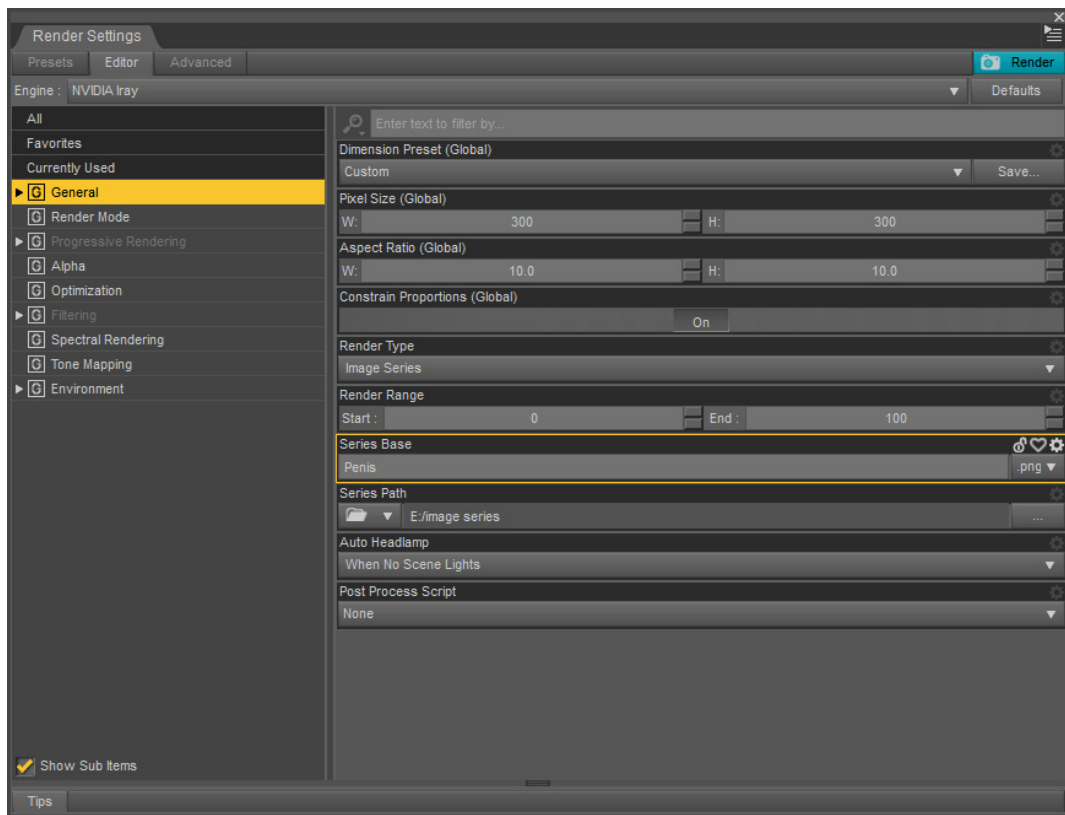 Render Settings
Presets Editor Advanced Render
Engine : NVIDIA Iray Defaults
All
Favorites
Currently Used
G General
G Render Mode
G Progressive Rendering
G Alpha
G Optimization
G Filtering
G Spectral Rendering
G Tone Mapping
G Environment
Show Sub Items
Enter text to filter by...
Dimension Preset (Global)
Custom Save...
Pixel Size (Global)
W: 300 H: 300
Aspect Ratio (Global)
W: 10.0 H: 10.0
Constrain Proportions (Global)
On
Render Type
Image Series
Render Range
Start : 0 End : 100
Series Base
Penis .png
Series Path
E:/image series ...
Auto Headlamp
When No Scene Lights
Post Process Script
None
Tips